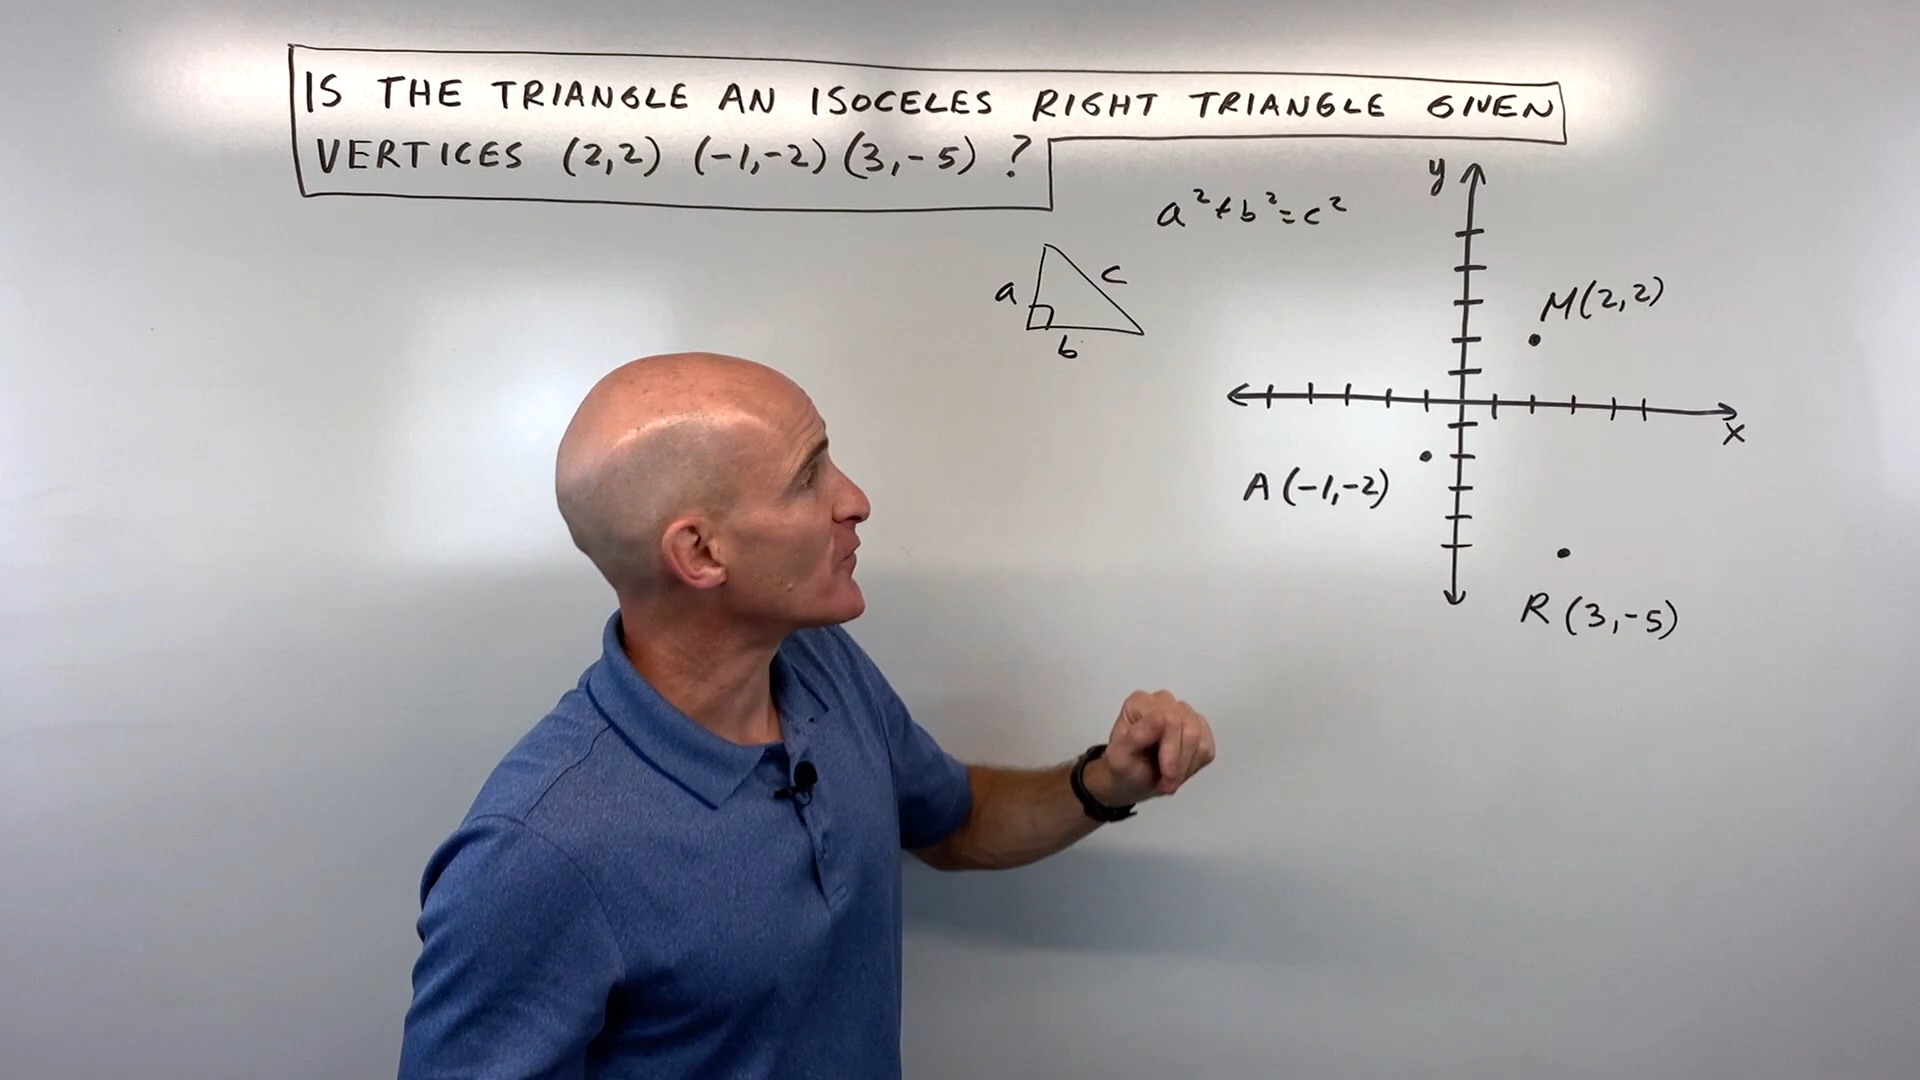 IS THE TRIANGLE AN ISOCELES RIGHT TRIANGLE GIVEN
VERTICES (2,2) (-1,-2) (3,-5) ?
a²+b²=c²
y
a
c
b
M(2,2)
x
A(-1,-2)
R(3,-5)